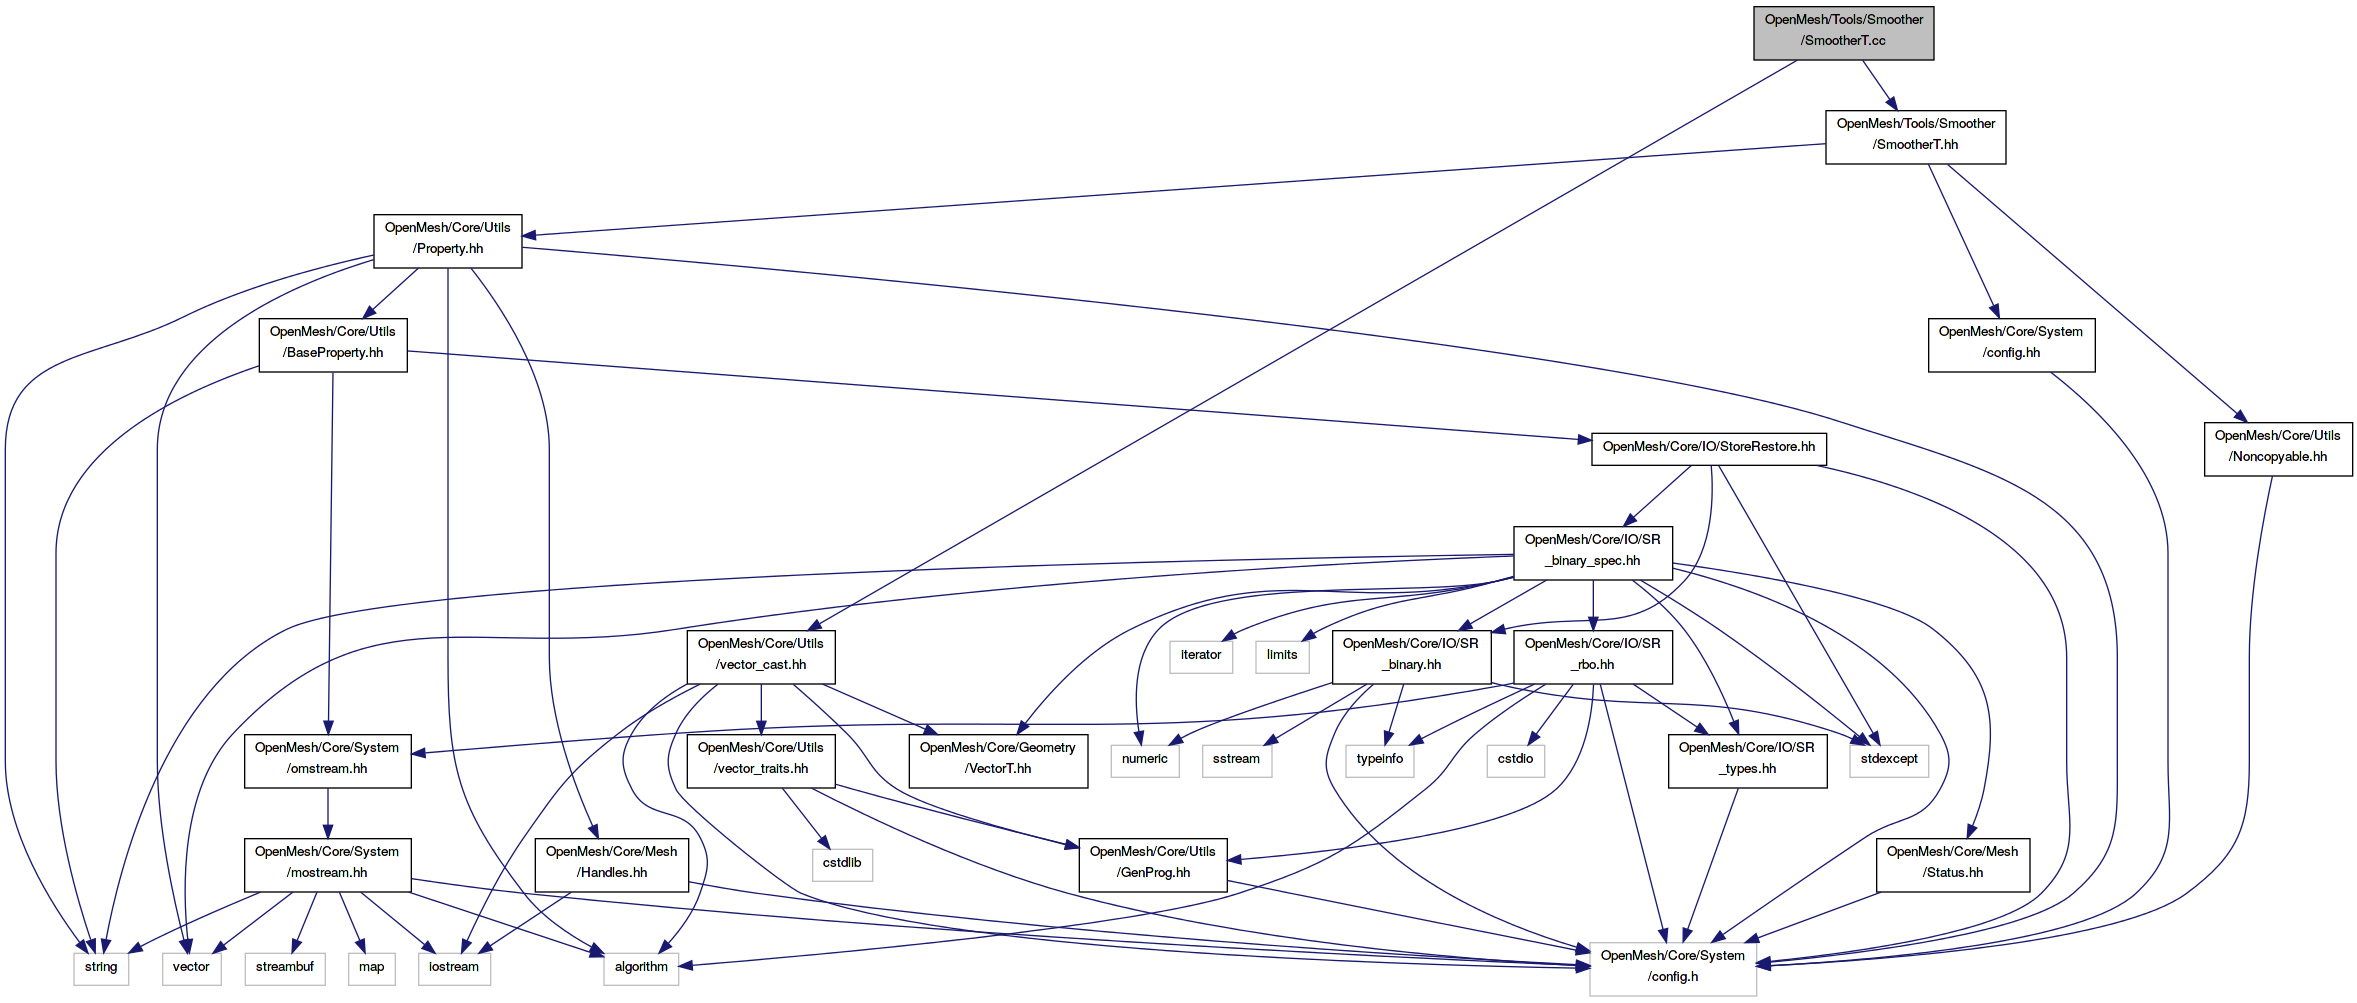 OpenMesh/Tools/Smoother
/SmootherT.cc
OpenMesh/Tools/Smoother
/SmootherT.hh
OpenMesh/Core/Utils
/Property.hh
OpenMesh/Core/Utils
/BaseProperty.hh
OpenMesh/Core/System
/config.hh
OpenMesh/Core/IO/StoreRestore.hh
OpenMesh/Core/Utils
/Noncopyable.hh
OpenMesh/Core/IO/SR
_binary_spec.hh
OpenMesh/Core/Utils
/vector_cast.hh
iterator
limits
OpenMesh/Core/IO/SR
_binary.hh
OpenMesh/Core/IO/SR
_rbo.hh
OpenMesh/Core/System
/omstream.hh
OpenMesh/Core/Utils
/vector_traits.hh
OpenMesh/Core/Geometry
/VectorT.hh
numeric
sstream
typeinfo
cstdio
OpenMesh/Core/IO/SR
_types.hh
stdexcept
OpenMesh/Core/System
/mostream.hh
OpenMesh/Core/Mesh
/Handles.hh
cstdlib
OpenMesh/Core/Utils
/GenProg.hh
OpenMesh/Core/Mesh
/Status.hh
string
vector
streambuf
map
iostream
algorithm
OpenMesh/Core/System
/config.h